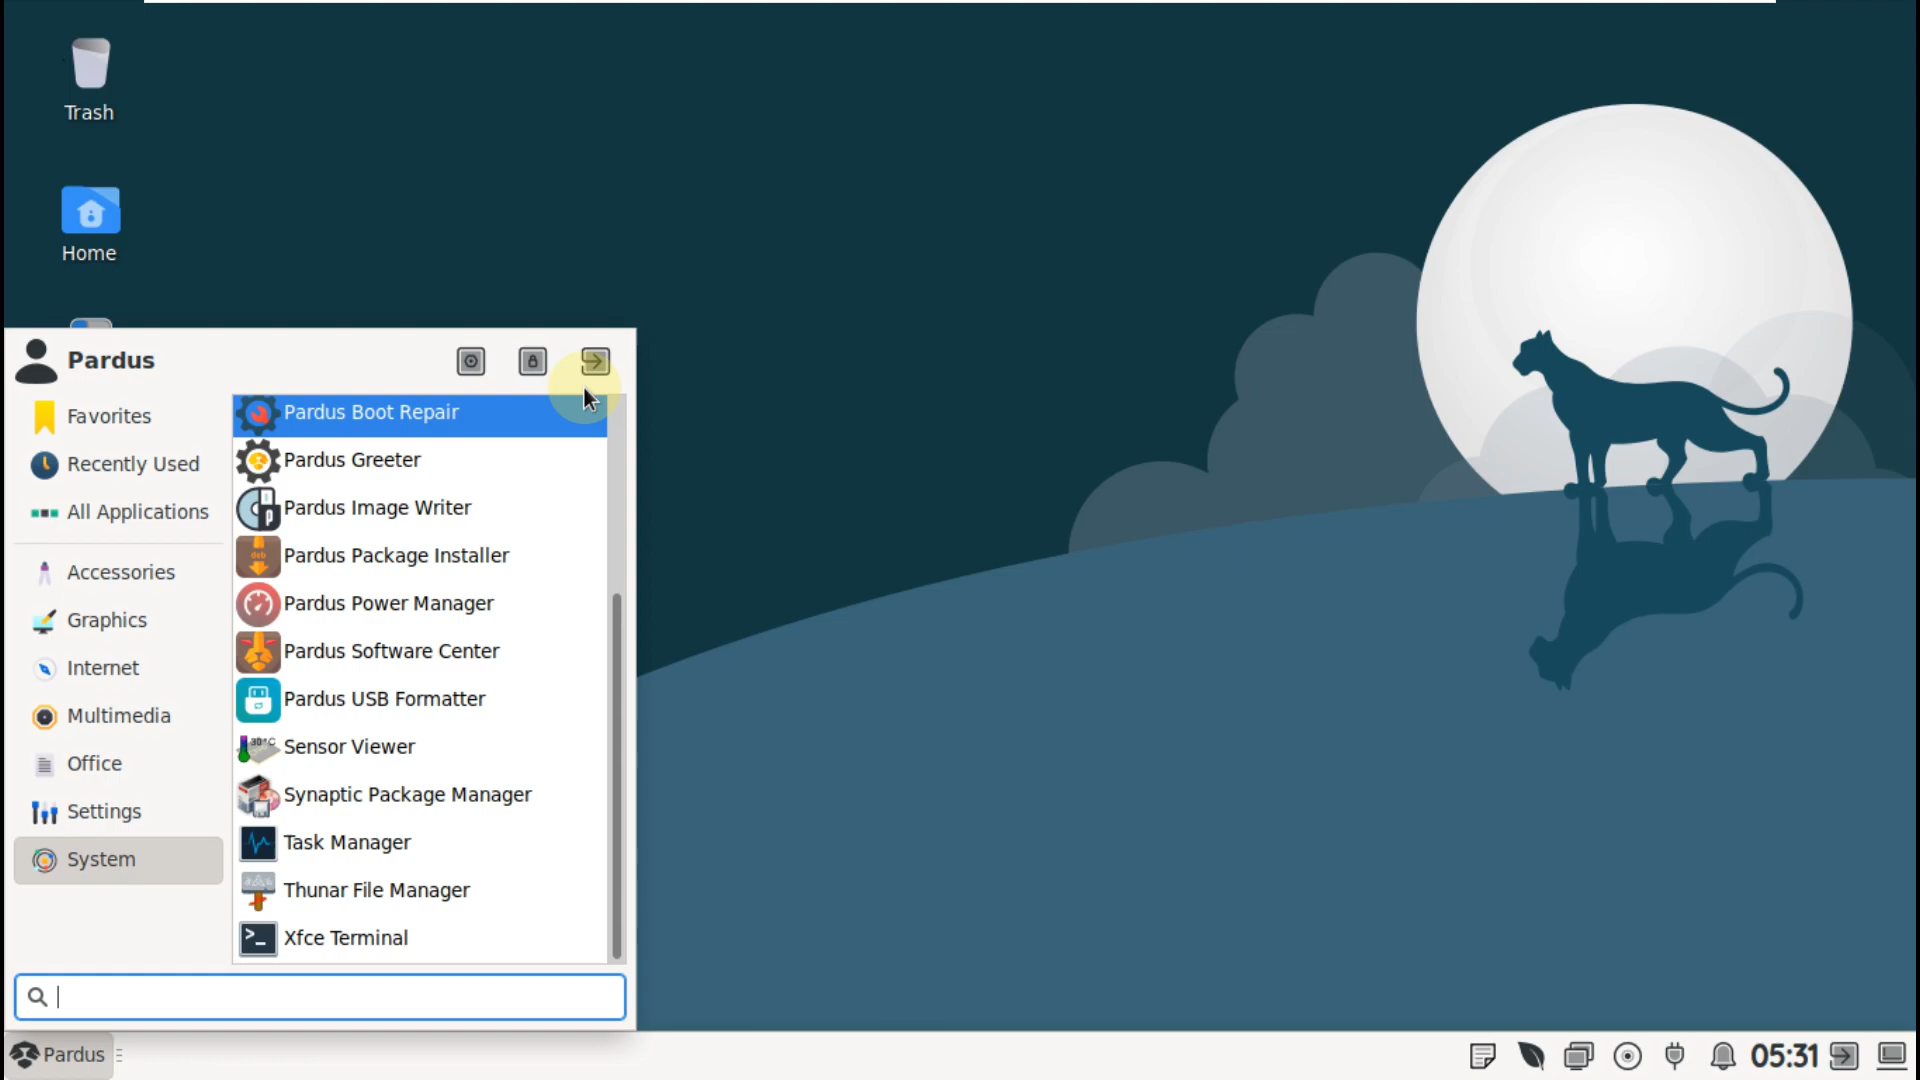 Trash
Home
Pardus
Favorites
Recently Used
All Applications
Accessories
Graphics
Internet
Multimedia
Office
Settings
System
Pardus Boot Repair
Pardus Greeter
Pardus Image Writer
Pardus Package Installer
Pardus Power Manager
Pardus Software Center
Pardus USB Formatter
Sensor Viewer
Synaptic Package Manager
Task Manager
Thunar File Manager
Xfce Terminal
Pardus
05:31